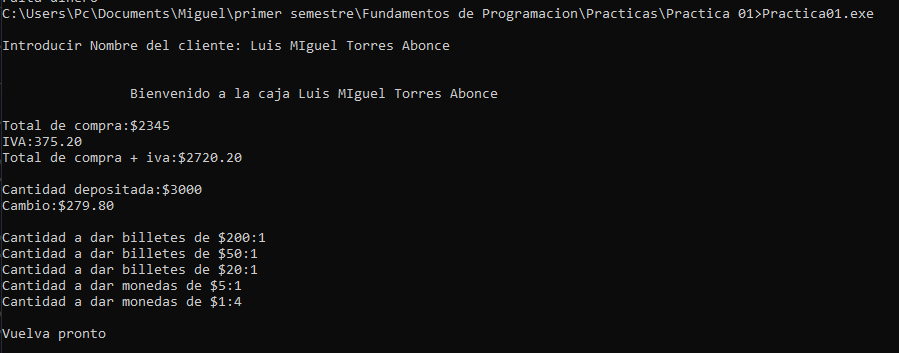 Falta dinero
C:\Users\Pc\Documents\Miguel\primer semestre\Fundamentos de Programacion\Practicas\Practica 01>Practica01.exe
Introducir Nombre del cliente: Luis MIguel Torres Abonce
Bienvenido a la caja Luis MIguel Torres Abonce
Total de compra:$2345
IVA:375.20
Total de compra + iva:$2720.20
Cantidad depositada:$3000
Cambio:$279.80
Cantidad a dar billetes de $200:1
Cantidad a dar billetes de $50:1
Cantidad a dar billetes de $20:1
Cantidad a dar monedas de $5:1
Cantidad a dar monedas de $1:4
Vuelva pronto